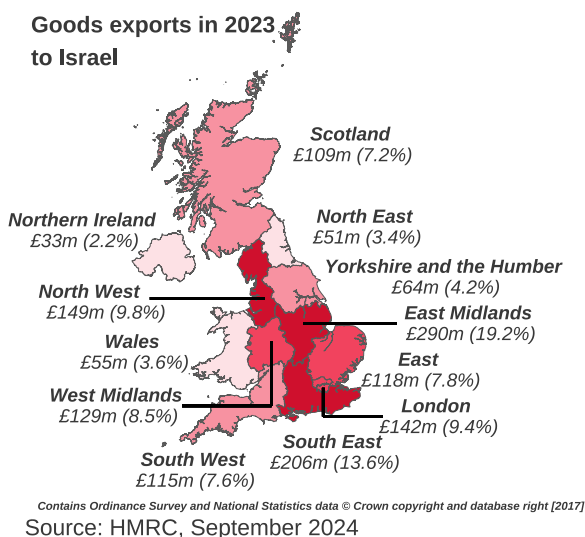 Goods exports in 2023
to Israel
Scotland
£109m (7.2%)
Northern Ireland
£33m (2.2%)
North East
£51m (3.4%)
Yorkshire and the Humber
£64m (4.2%)
North West
£149m (9.8%)
East Midlands
£290m (19.2%)
Wales
£55m (3.6%)
East
£118m (7.8%)
West Midlands
£129m (8.5%)
London
£142m (9.4%)
South East
£206m (13.6%)
South West
£115m (7.6%)
Contains Ordinance Survey and National Statistics data © Crown copyright and database right [2017]
Source: HMRC, September 2024